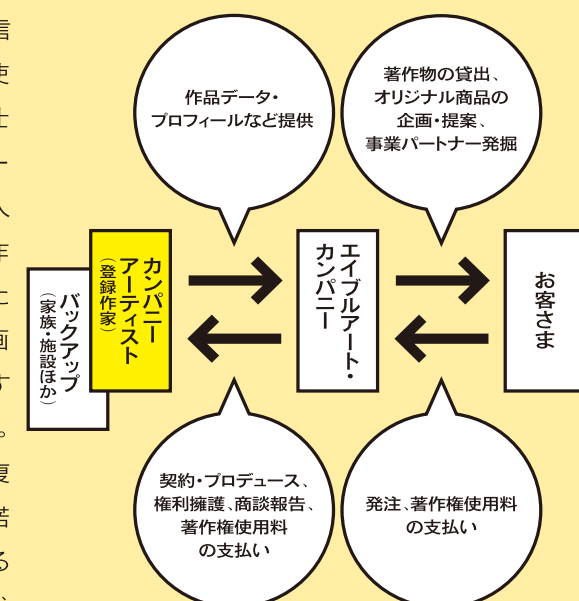 作品データ・
プロフィールなど提供
著作物の貸出、
オリジナル商品の
企画・提案、
事業パートナー発掘
バックアップ
（家族・施設ほか）
カンパニー
アーティスト
（登録作家）
エイブルアート・
カンパニー
お客さま
契約・プロデュース、
権利擁護、商談報告、
著作権使用料
の支払い
発注、著作権使用料
の支払い